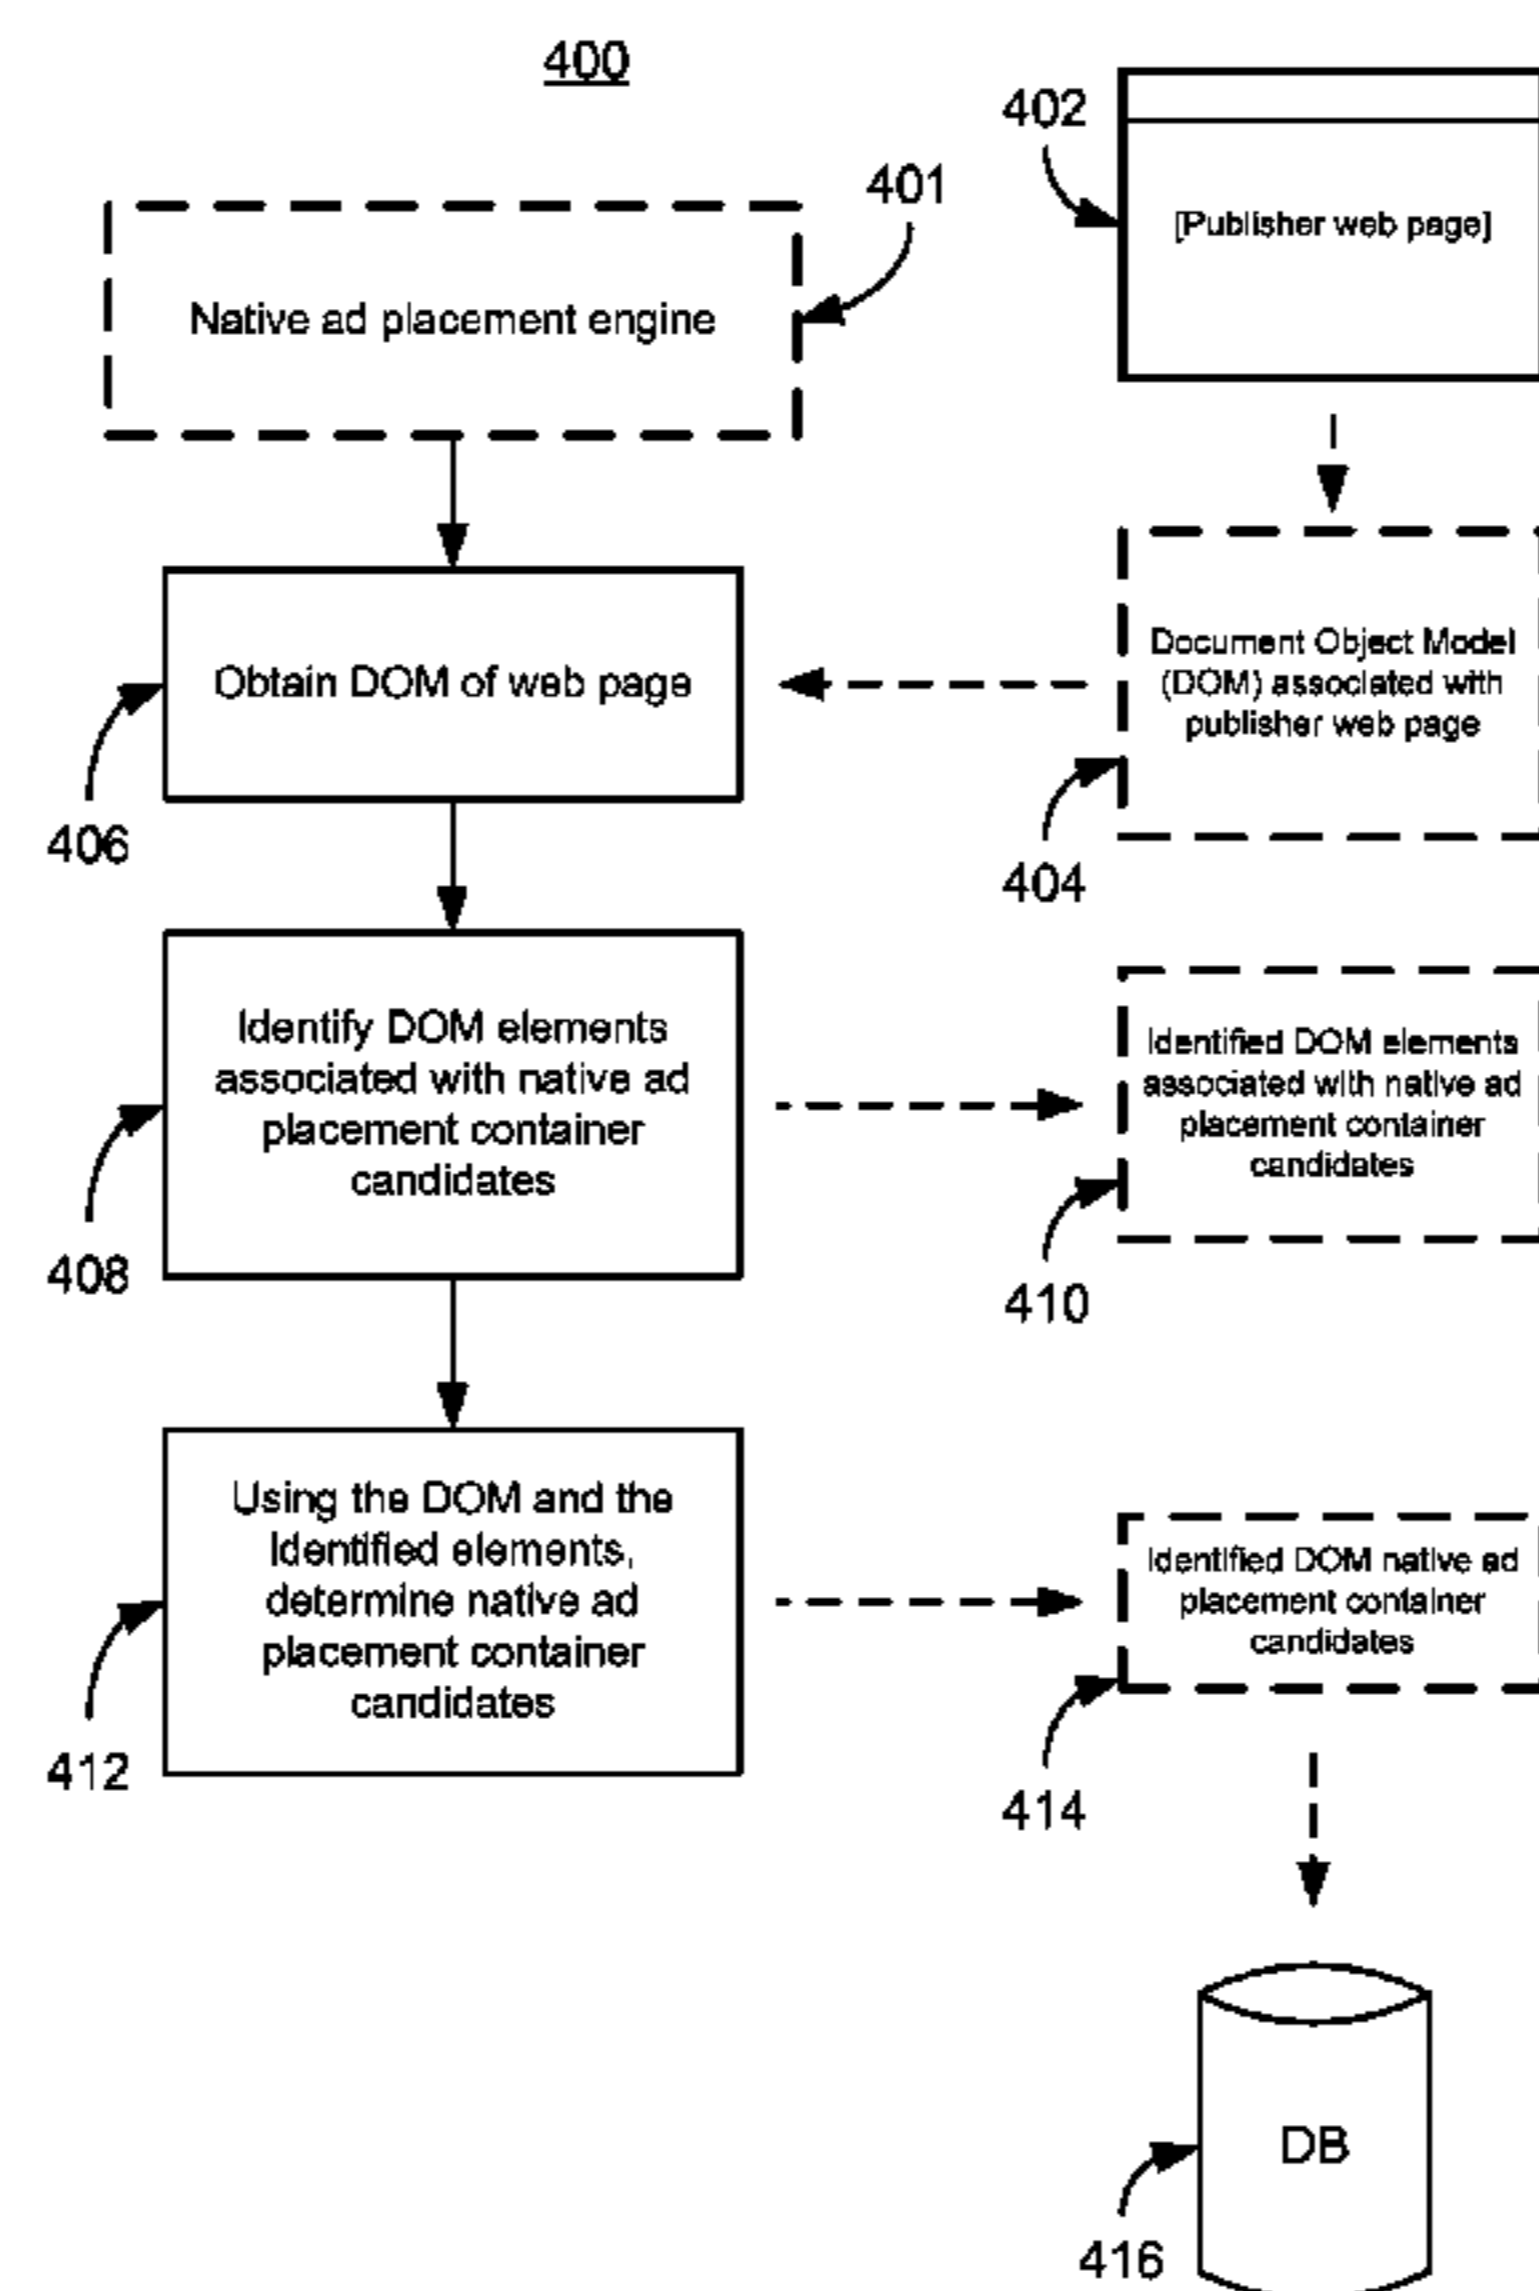 400
402
[Publisher web page]
401
Native ad placement engine
Obtain DOM of web page
406
Document Object Model
(DOM) associated with
publisher web page
404
Identify DOM elements
associated with native ad
placement container
candidates
408
Identified DOM elements
associated with native ad
placement container
candidates
410
Using the DOM and the
identified elements,
determine native ad
placement container
candidates
412
Identified DOM native ad
placement container
candidates
414
DB
416